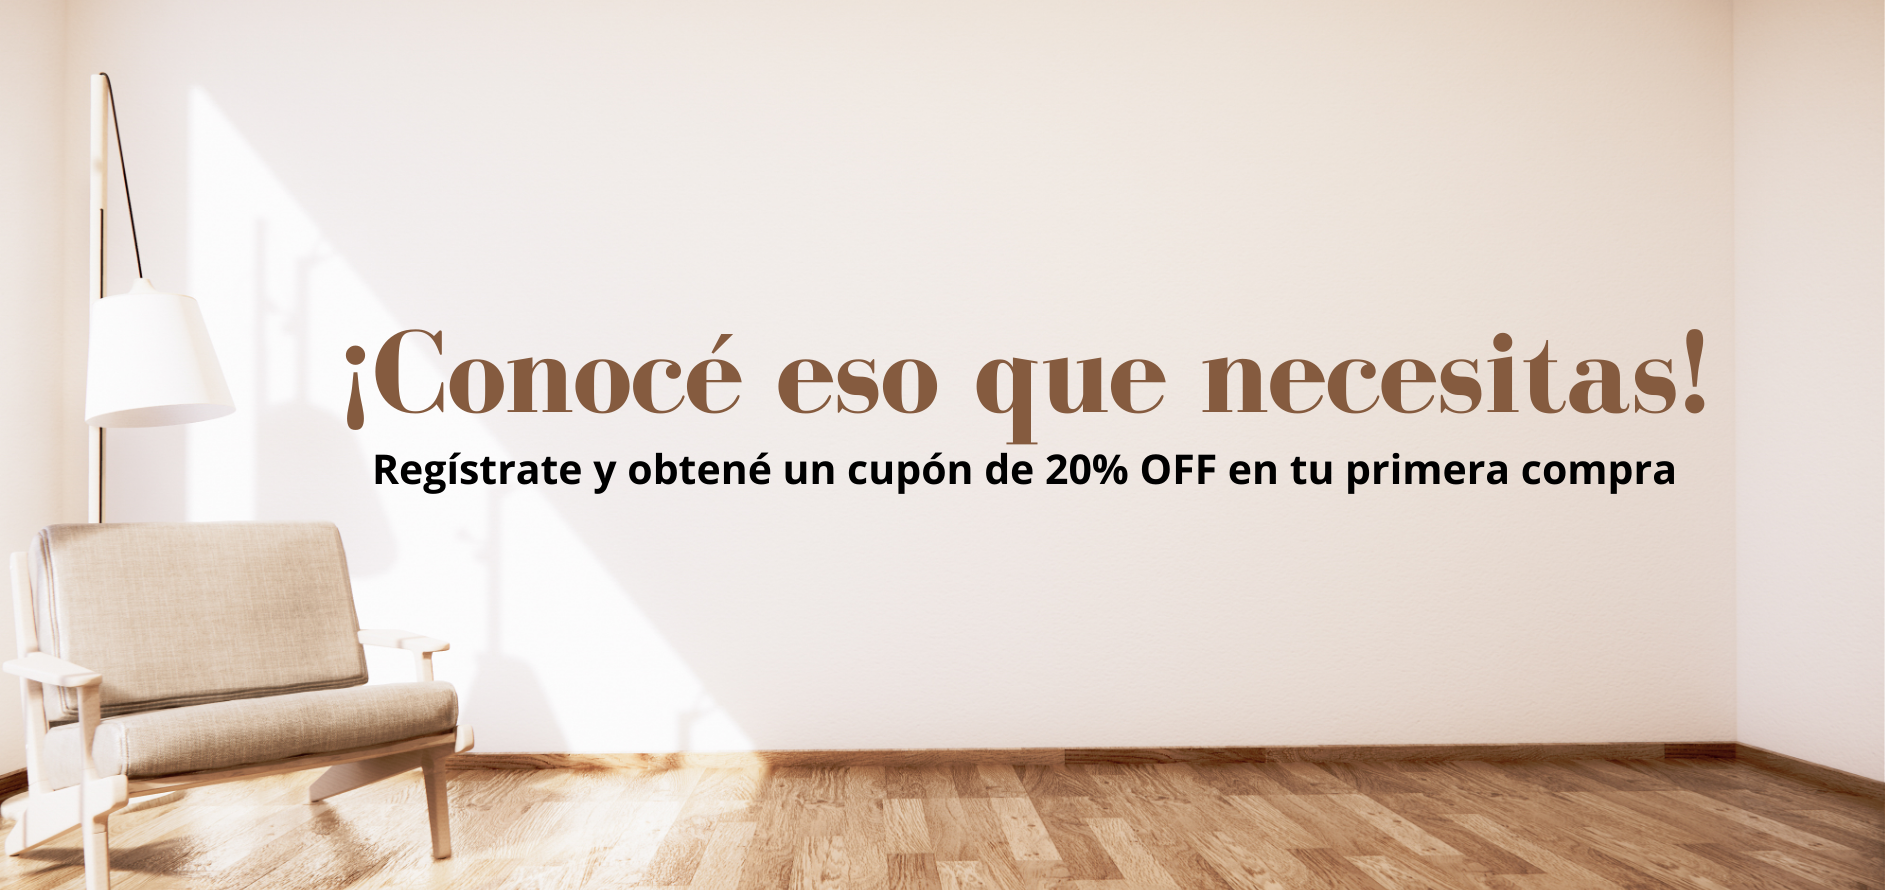 ¡Conocé eso que necesitas!
Regístrate y obtené un cupón de 20% OFF en tu primera compra